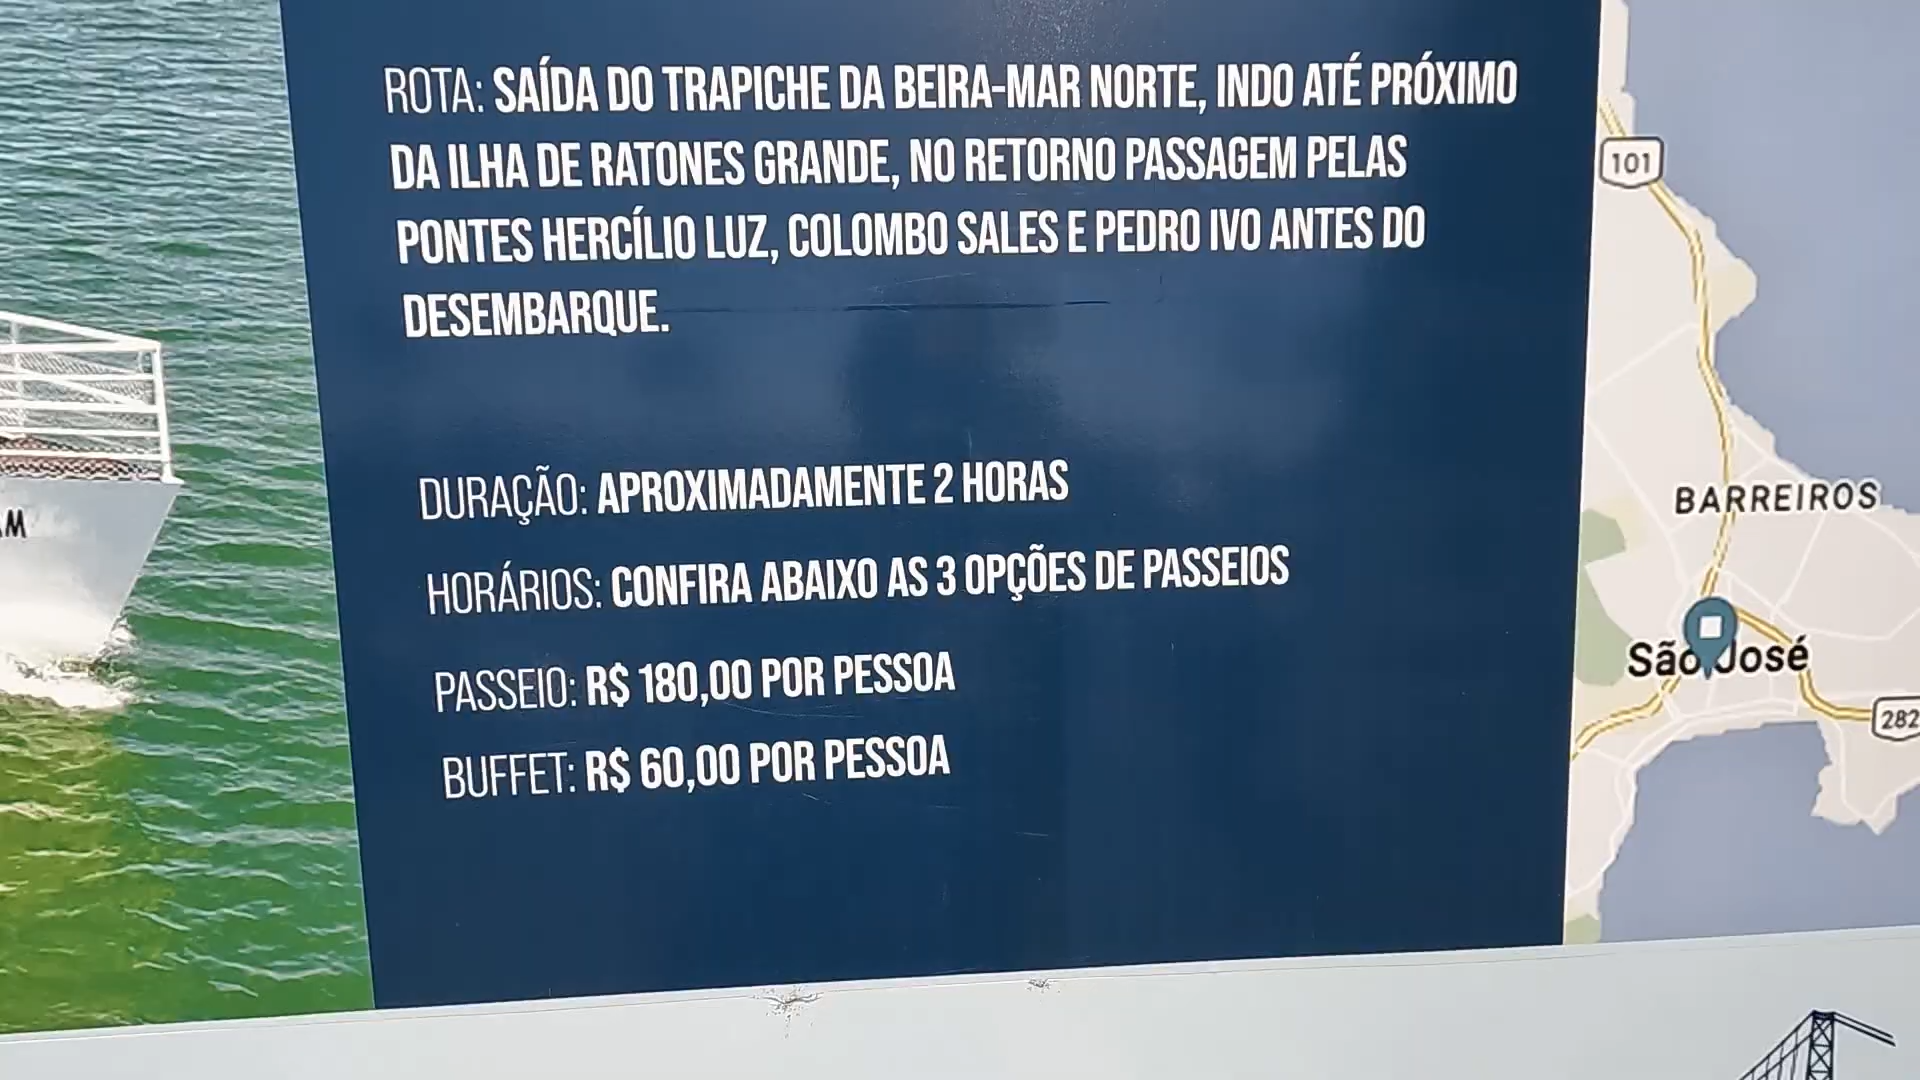 ROTA: SAÍDA DO TRAPICHE DA BEIRA-MAR NORTE, INDO ATÉ PRÓXIMO
DA ILHA DE RATONES GRANDE, NO RETORNO PASSAGEM PELAS
PONTES HERCÍLIO LUZ, COLOMBO SALES E PEDRO IVO ANTES DO
DESEMBARQUE.
DURAÇÃO: APROXIMADAMENTE 2 HORAS
HORÁRIOS: CONFIRA ABAIXO AS 3 OPÇÕES DE PASSEIOS
PASSEIO: R$ 180,00 POR PESSOA
BUFFET: R$ 60,00 POR PESSOA
101
BARREIROS
São José
282